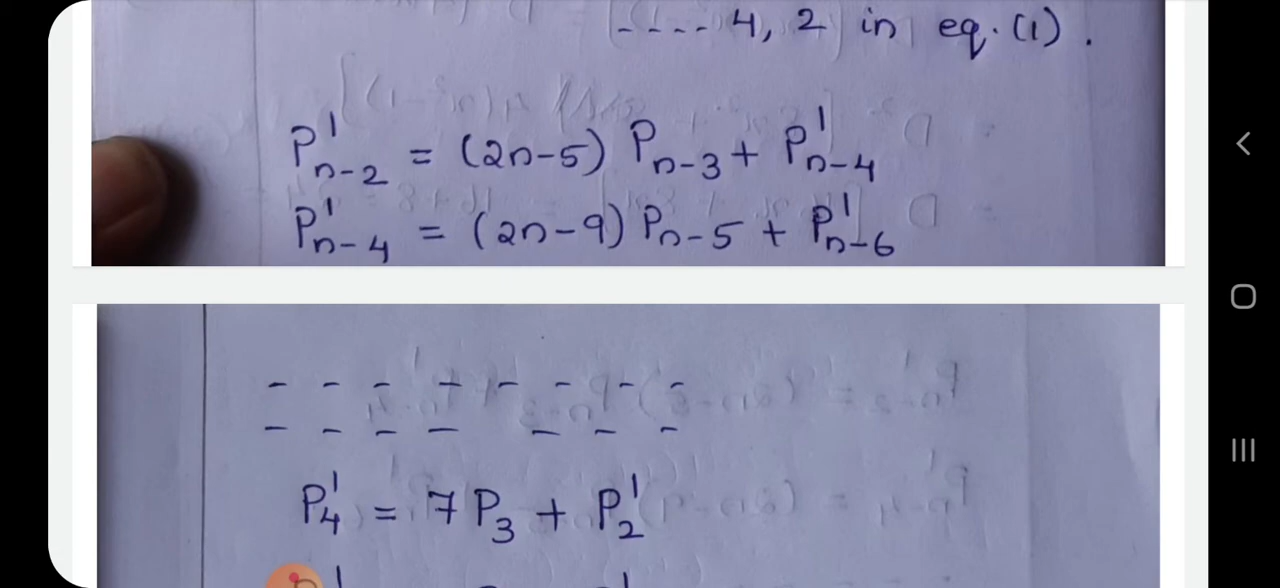 - - - - 4, 2 in eq. (1).
P'n-2 = (2n-5) Pn-3 + P'n-4
P'n-4 = (2n-9) Pn-5 + P'n-6
- - - - - - - -
- - - - - - -
P'4 = 7 P3 + P'2